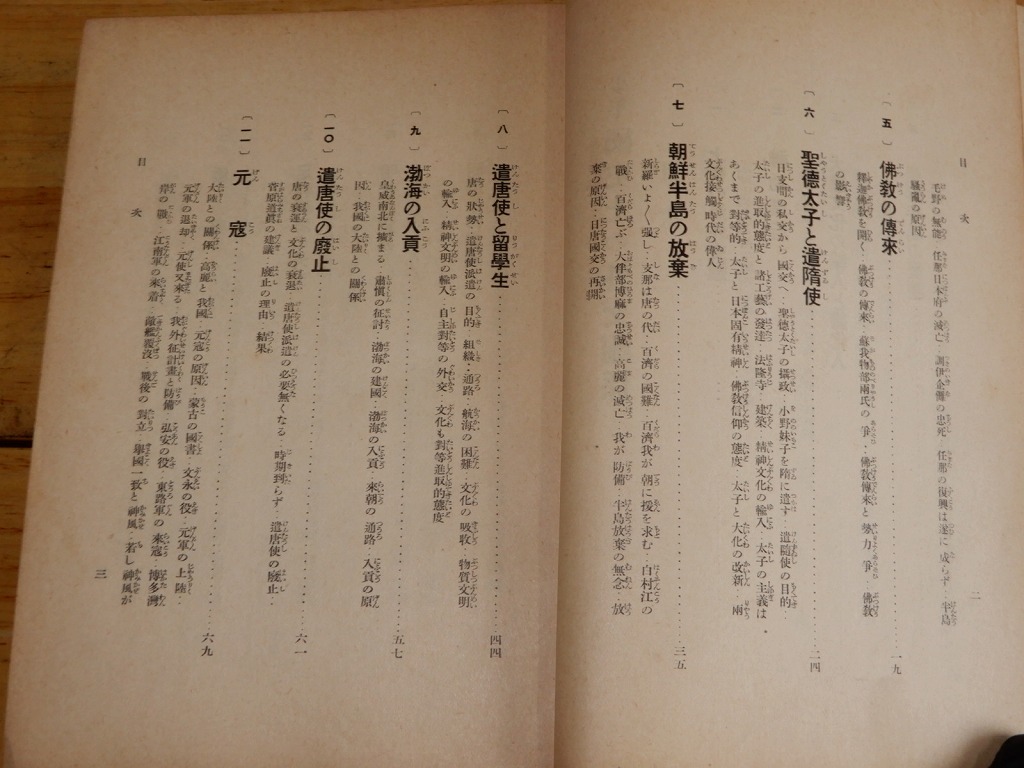 目次
二
毛野の無能・任那日本府の滅亡・調伊企儺の忠死・任那の復興は遂に成らず・半島
騒亂の原因
〔五〕 佛教の傳來 一九
釋迦佛教を開く・佛教の傳來・蘇我物部兩氏の爭・佛教傳來と勢力爭・佛教
の影響
〔六〕 聖德太子と遣隋使 二四
日支間の私交から國交へ・聖德太子の攝政・小野妹子を隋に遣す・遣隨使の目的・
太子の進取的態度と諸工藝の發達・法隆寺・建築・精神文化の輸入・太子の主義は
あくまで對等的・太子と日本固有精神・佛教信仰の態度・太子と大化の改新・兩
文化接觸時代の偉人
〔七〕 朝鮮半島の放棄 三五
新羅いよ〱張し・支那は唐の代・百濟の國難・百濟我が朝に援を求む・白村江の
戰・百濟亡ぶ・大伴部博麻の忠誠・高麗の滅亡・我が防備・半島放棄の無念・放
棄の原因・日唐國交の再開
〔八〕 遣唐使と留學生 四四
唐の狀勢・遣唐使派遣の目的・組織・通路・航海の困難・文化の吸收・物質文明
の輸入・精神文明の輸入・自主對等の外交・文化も對等進取的態度
〔九〕 渤海の入貢 五七
皇威南北に擴まる・肅愼の征討・渤海の建國・渤海の入貢・來朝の通路・入貢の原
因・我國の大陸との關係
〔一〇〕 遣唐使の廢止 六一
唐の衰運と文化の衰退・遣唐使派遣の必要無くなる・時期到らず・遣唐使の廢止・
菅原道眞の建議・廢止の理由・結果
〔一一〕 元寇 六九
大陸との關係・高麗と我國・元寇の原因・蒙古の國書・文永の役・元軍の上陸・
元軍の退却・元使又來る・我外征計畫と防備・弘安の役・東路軍の來寇・博多灣
岸の戰・江南軍の來着・敵艦覆沒・戰後の對立・擧國一致と神風・若し神風が
目次
三